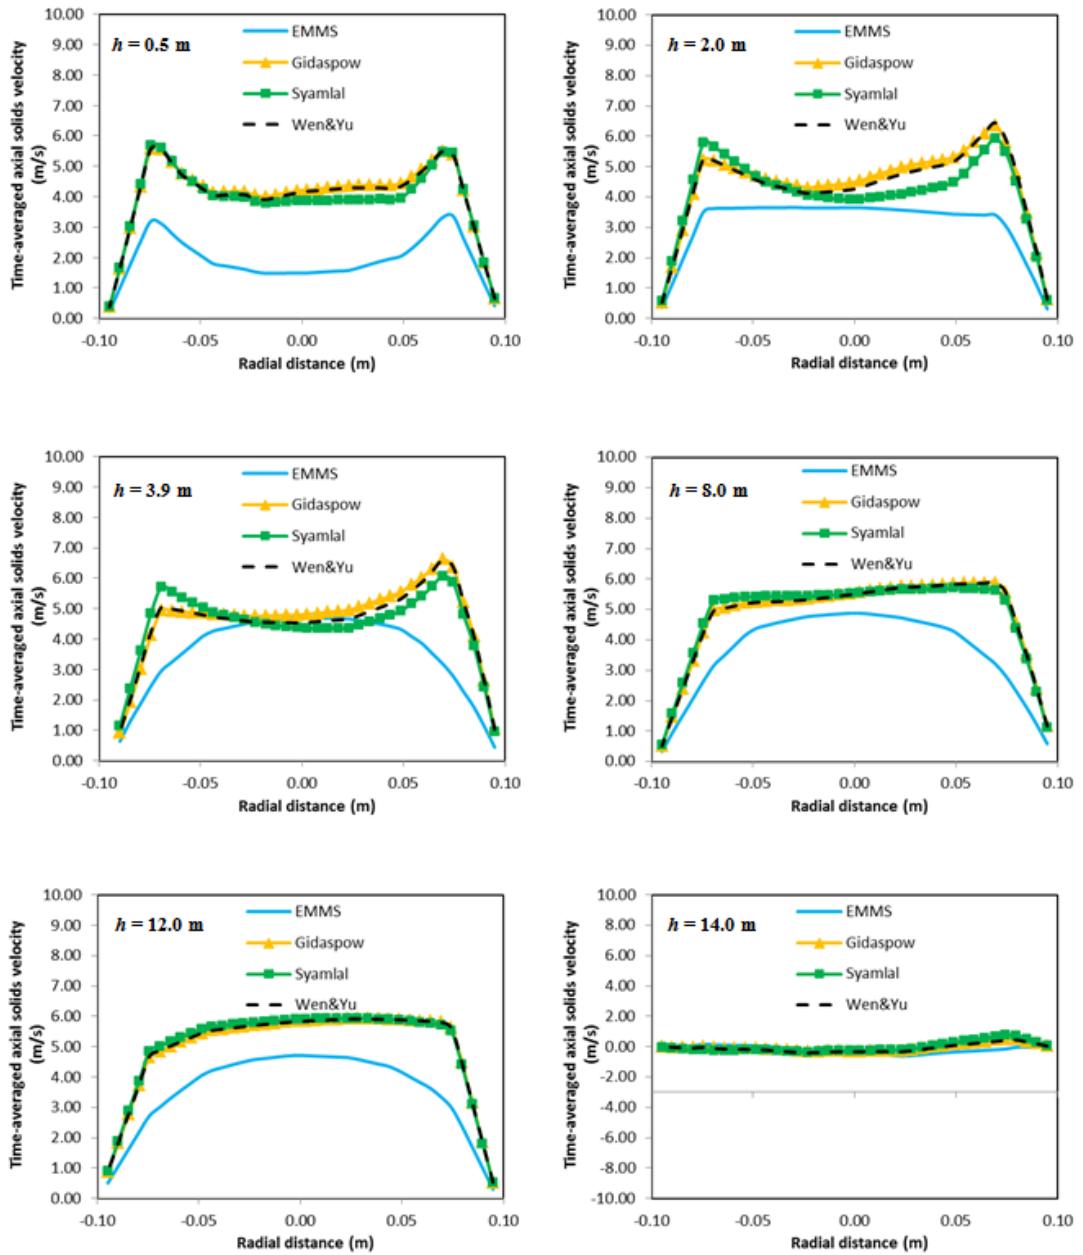 Time-averaged axial solids velocity
(m/s)
10.00
9.00
8.00
7.00
6.00
5.00
4.00
3.00
2.00
1.00
0.00
h = 0.5 m
EMMS
Gidaspow
Syamlal
Wen&Yu
-0.10
-0.05
0.00
0.05
0.10
Radial distance (m)
Time-averaged axial solids velocity
(m/s)
10.00
9.00
8.00
7.00
6.00
5.00
4.00
3.00
2.00
1.00
0.00
h = 2.0 m
EMMS
Gidaspow
Syamlal
Wen&Yu
-0.10
-0.05
0.00
0.05
0.10
Radial distance (m)
Time-averaged axial solids velocity
(m/s)
10.00
9.00
8.00
7.00
6.00
5.00
4.00
3.00
2.00
1.00
0.00
h = 3.9 m
EMMS
Gidaspow
Syamlal
Wen&Yu
-0.10
-0.05
0.00
0.05
0.10
Radial distance (m)
Time-averaged axial solids velocity
(m/s)
10.00
9.00
8.00
7.00
6.00
5.00
4.00
3.00
2.00
1.00
0.00
h = 8.0 m
EMMS
Gidaspow
Syamlal
Wen&Yu
-0.10
-0.05
0.00
0.05
0.10
Radial distance (m)
Time-averaged axial solids velocity
(m/s)
10.00
9.00
8.00
7.00
6.00
5.00
4.00
3.00
2.00
1.00
0.00
h = 12.0 m
EMMS
Gidaspow
Syamlal
Wen&Yu
-0.10
-0.05
0.00
0.05
0.10
Radial distance (m)
Time-averaged axial solids velocity
(m/s)
10.00
8.00
6.00
4.00
2.00
0.00
-2.00
-4.00
-6.00
-8.00
-10.00
h = 14.0 m
EMMS
Gidaspow
Syamlal
Wen&Yu
-0.10
-0.05
0.00
0.05
0.10
Radial distance (m)